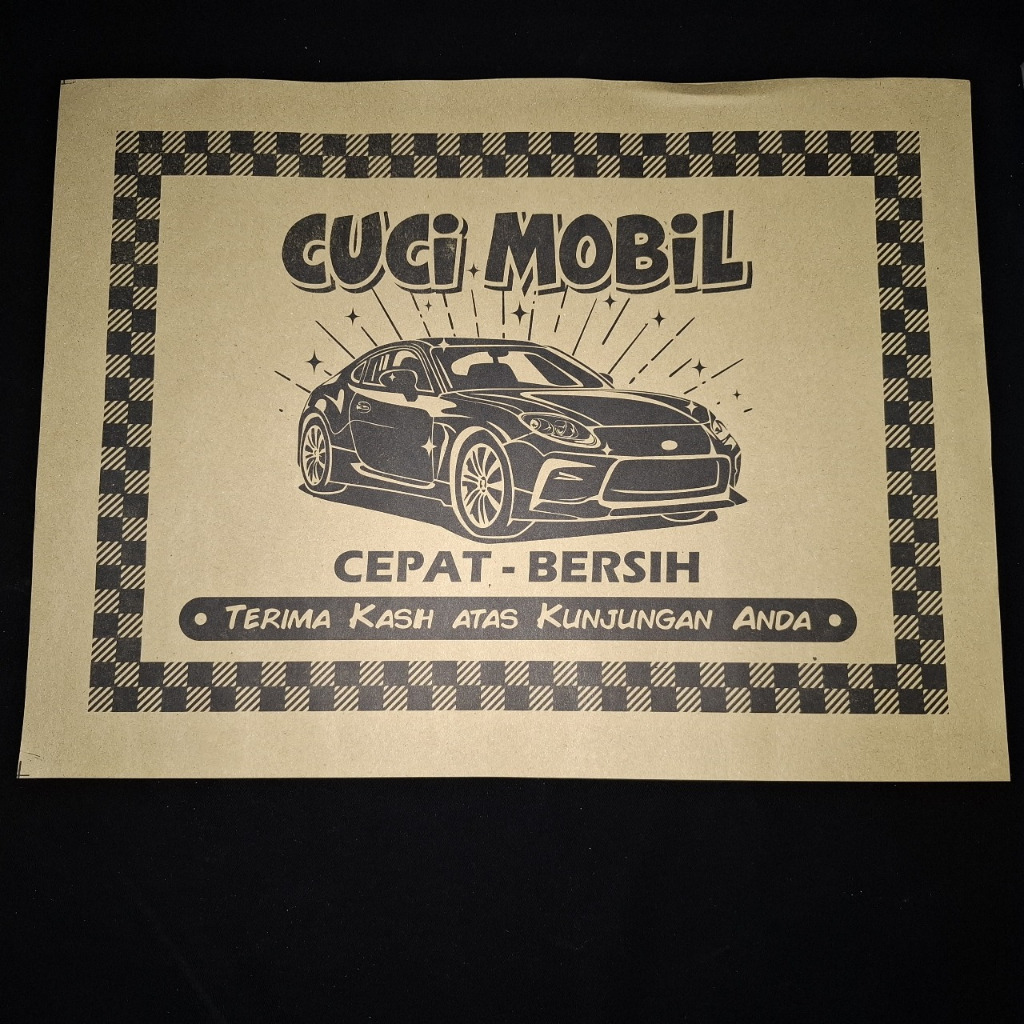 CUCi MOBiL
CEPAT - BERSIH
• TERIMA KASIH ATAS KUNJUNGAN ANDA •